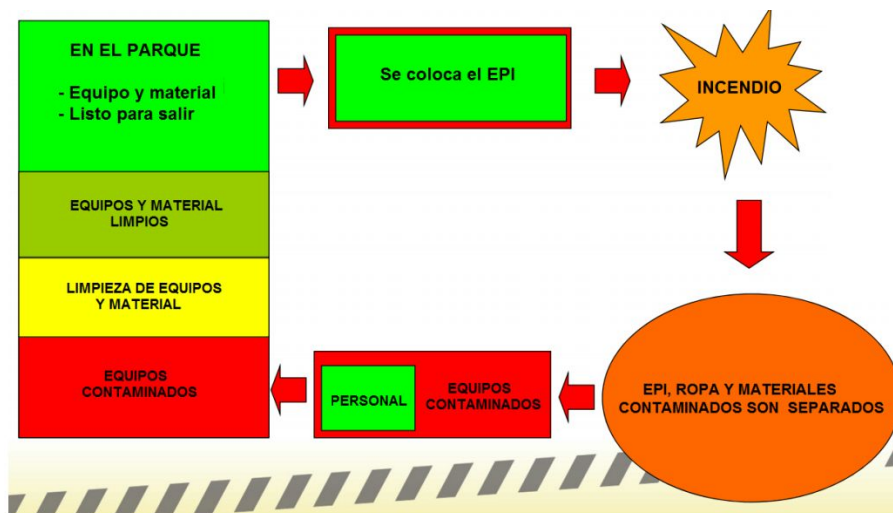 EN EL PARQUE
- Equipo y material
- Listo para salir
Se coloca el EPI
INCENDIO
EQUIPOS Y MATERIAL
LIMPIOS
LIMPIEZA DE EQUIPOS
Y MATERIAL
EQUIPOS
CONTAMINADOS
PERSONAL
EQUIPOS
CONTAMINADOS
EPI, ROPA Y MATERIALES
CONTAMINADOS SON SEPARADOS